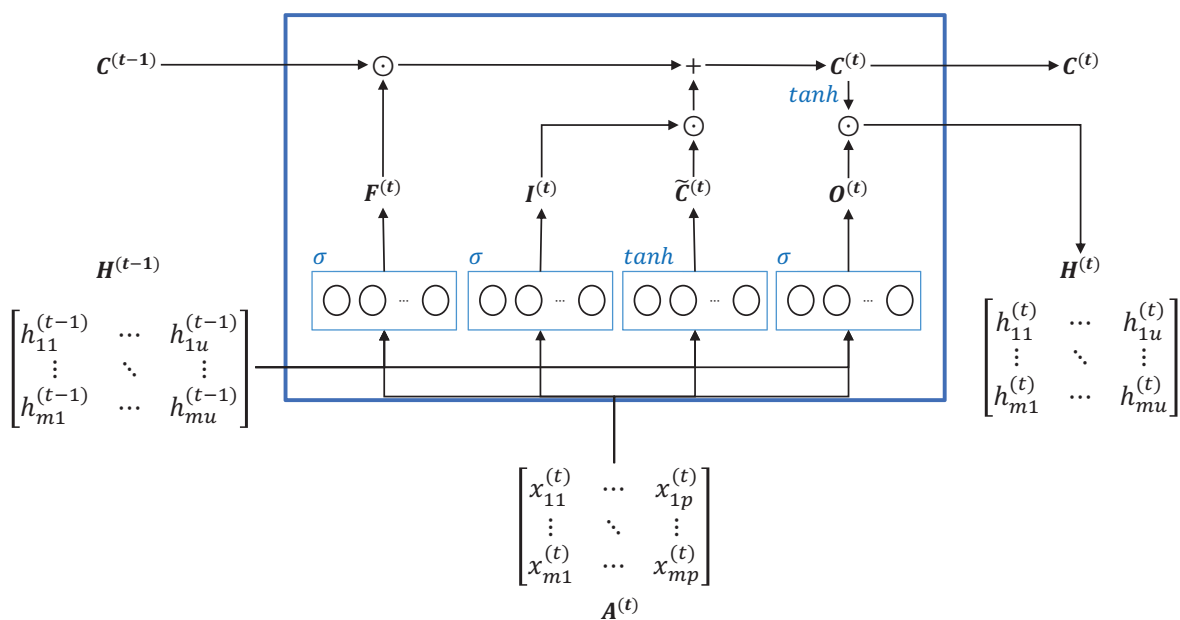 C^(t−1) ⊙ + C^(t) C^(t)
tanh
⊙ ⊙
F^(t) I^(t) C̃^(t) O^(t)
σ σ tanh σ
... ... ... ...
H^(t−1)
[h_11^(t−1) ⋯ h_1u^(t−1)
⋮ ⋱ ⋮
h_m1^(t−1) ⋯ h_mu^(t−1)]
H^(t)
[h_11^(t) ⋯ h_1u^(t)
⋮ ⋱ ⋮
h_m1^(t) ⋯ h_mu^(t)]
[x_11^(t) ⋯ x_1p^(t)
⋮ ⋱ ⋮
x_m1^(t) ⋯ x_mp^(t)]
A^(t)